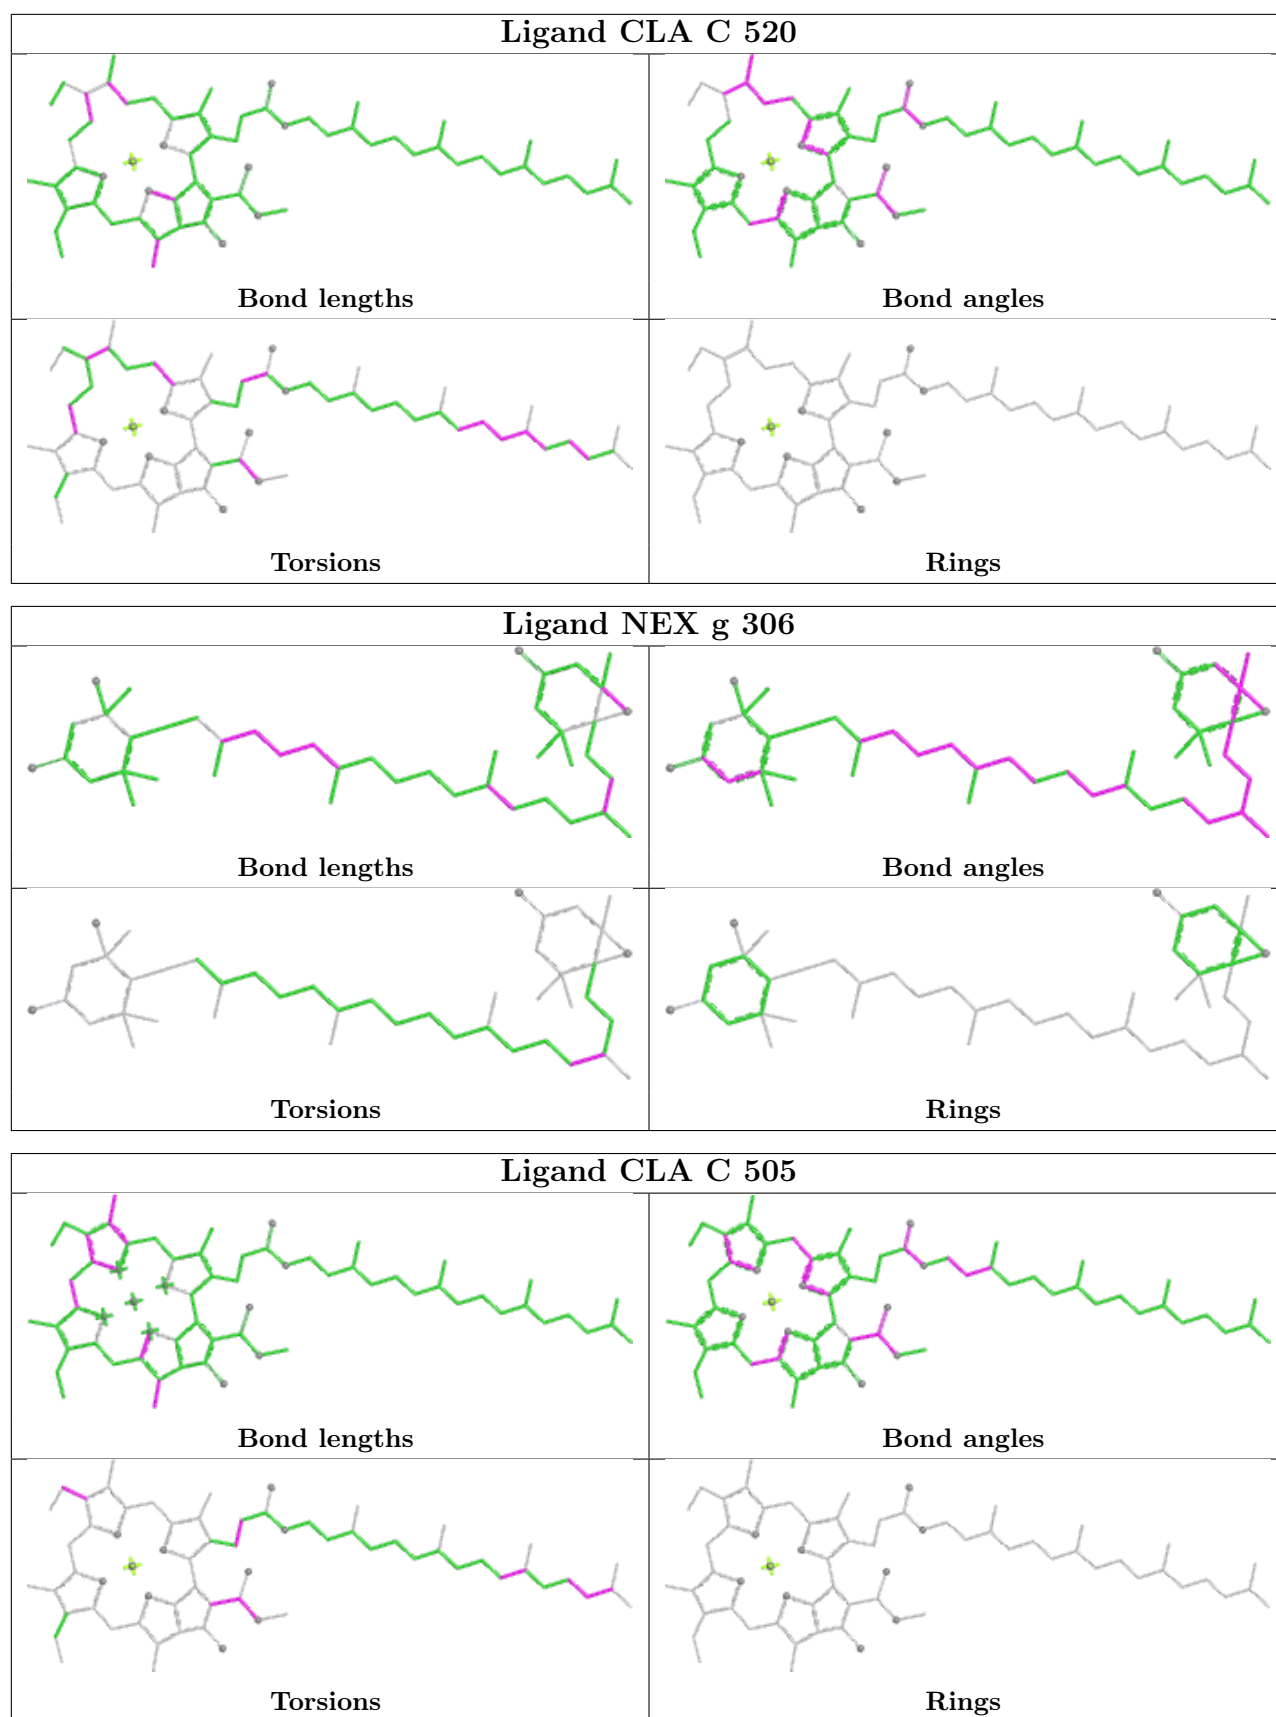 Ligand CLA C 520
Bond lengths
Bond angles
Torsions
Rings
Ligand NEX g 306
Bond lengths
Bond angles
Torsions
Rings
Ligand CLA C 505
Bond lengths
Bond angles
Torsions
Rings